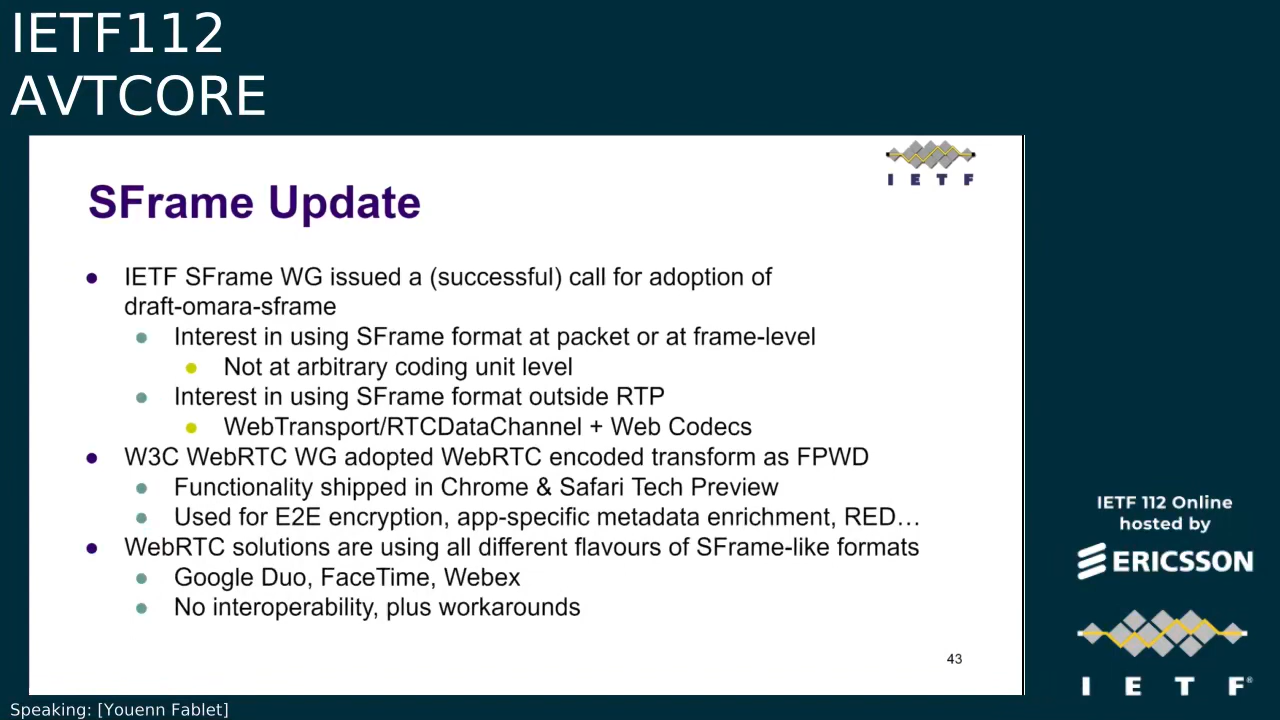 IETF112
AVTCORE
I E T F
SFrame Update
● IETF SFrame WG issued a (successful) call for adoption of
draft-omara-sframe
● Interest in using SFrame format at packet or at frame-level
● Not at arbitrary coding unit level
● Interest in using SFrame format outside RTP
● WebTransport/RTCDataChannel + Web Codecs
● W3C WebRTC WG adopted WebRTC encoded transform as FPWD
● Functionality shipped in Chrome & Safari Tech Preview
● Used for E2E encryption, app-specific metadata enrichment, RED…
● WebRTC solutions are using all different flavours of SFrame-like formats
● Google Duo, FaceTime, Webex
● No interoperability, plus workarounds
43
IETF 112 Online
hosted by
ERICSSON
I E T F®
Speaking: [Youenn Fablet]